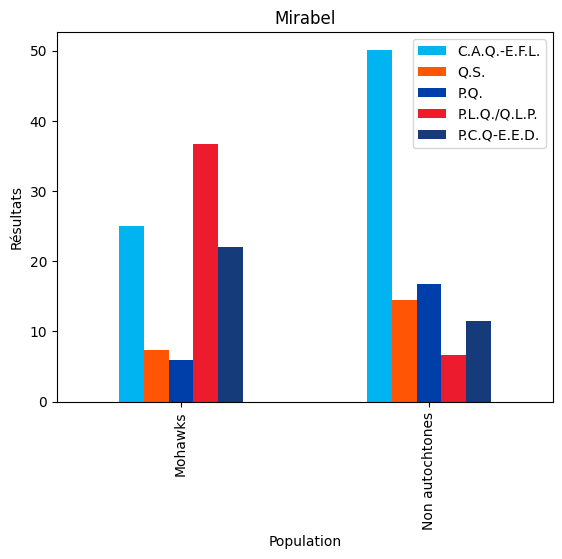 Mirabel
C.A.Q.-E.F.L.
Q.S.
P.Q.
P.L.Q./Q.L.P.
P.C.Q-E.E.D.
Résultats
50
40
30
20
10
0
Mohawks
Non autochtones
Population